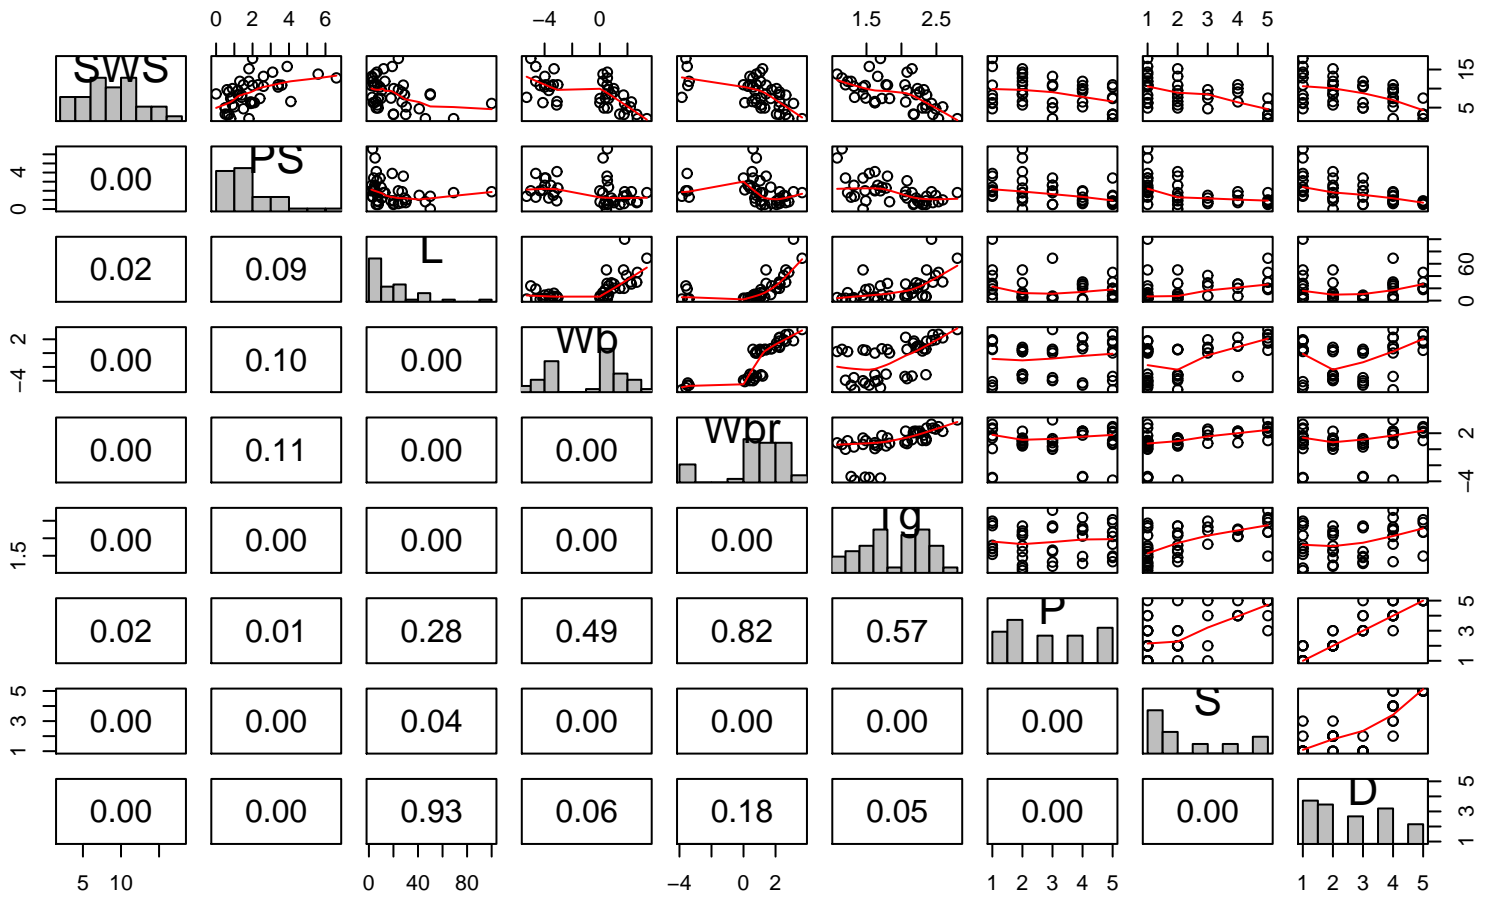 0 2 4 6 −4 0 1.5 2.5 1 2 3 4 5
SWS 5 15
0 4 0.00 PS
0.02 0.09 L 0 60
−4 2 0.00 0.10 0.00 Wb
0.00 0.11 0.00 0.00 Wbr −4 2
1.5 0.00 0.00 0.00 0.00 0.00 Tg
0.02 0.01 0.28 0.49 0.82 0.57 P 1 3 5
1 3 5 0.00 0.00 0.04 0.00 0.00 0.00 0.00 S
0.00 0.00 0.93 0.06 0.18 0.05 0.00 0.00 D 1 3 5
5 10 0 40 80 −4 0 2 1 2 3 4 5 1 2 3 4 5